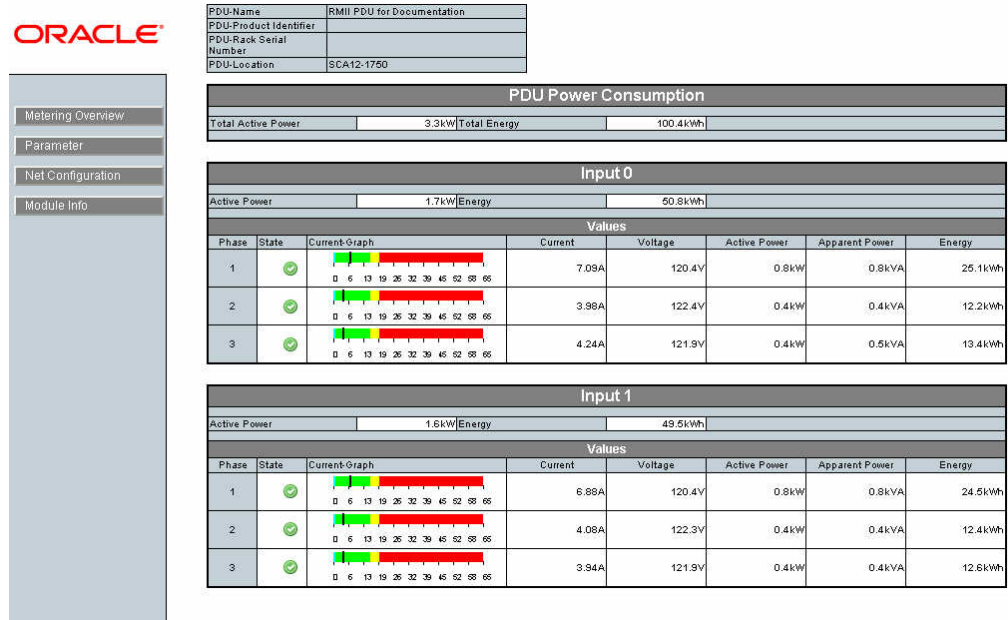 ORACLE
PDU-Name RMII PDU for Documentation
PDU-Product Identifier
PDU-Rack Serial Number
PDU-Location SCA12-1750
Metering Overview
Parameter
Net Configuration
Module Info
PDU Power Consumption
Total Active Power 3.3kW Total Energy 100.4kWh
Input 0
Active Power 1.7kW Energy 50.8kWh
Values
Phase State Current-Graph Current Voltage Active Power Apparent Power Energy
1 7.09A 120.4V 0.8kW 0.8kVA 25.1kWh
0 6 13 19 26 32 39 45 52 58 65
2 3.98A 122.4V 0.4kW 0.4kVA 12.2kWh
0 6 13 19 26 32 39 45 52 58 65
3 4.24A 121.9V 0.4kW 0.5kVA 13.4kWh
0 6 13 19 26 32 39 45 52 58 65
Input 1
Active Power 1.6kW Energy 49.5kWh
Values
Phase State Current-Graph Current Voltage Active Power Apparent Power Energy
1 6.88A 120.4V 0.8kW 0.8kVA 24.5kWh
0 6 13 19 26 32 39 45 52 58 65
2 4.08A 122.3V 0.4kW 0.4kVA 12.4kWh
0 6 13 19 26 32 39 45 52 58 65
3 3.94A 121.9V 0.4kW 0.4kVA 12.6kWh
0 6 13 19 26 32 39 45 52 58 65